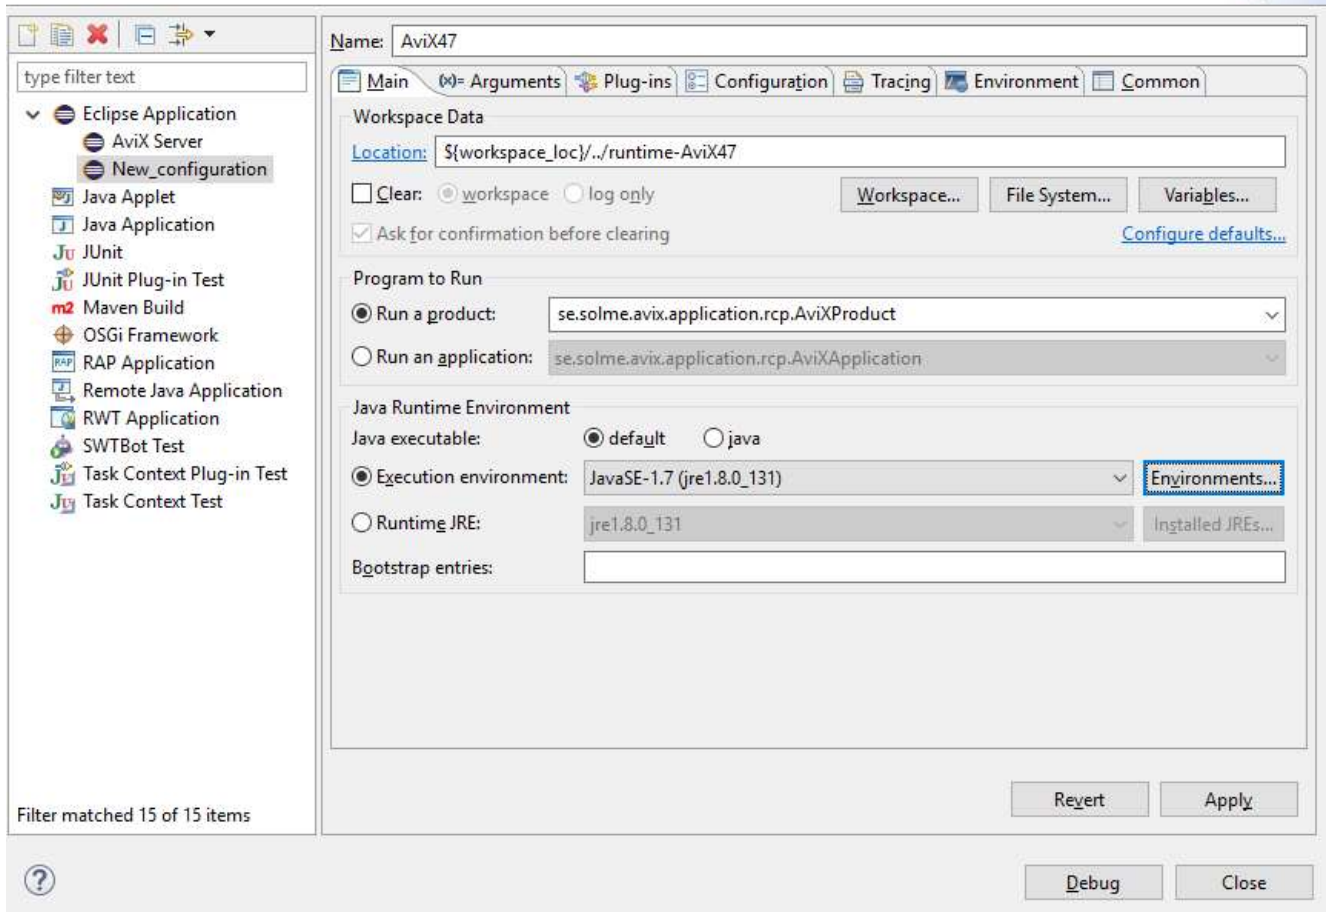 Name: AviX47
type filter text
Main (x)= Arguments Plug-ins Configuration Tracing Environment Common
Eclipse Application
AviX Server
New_configuration
Java Applet
Java Application
JUnit
JUnit Plug-in Test
Maven Build
OSGi Framework
RAP Application
Remote Java Application
RWT Application
SWTBot Test
Task Context Plug-in Test
Task Context Test
Filter matched 15 of 15 items
Workspace Data
Location: ${workspace_loc}/../runtime-AviX47
Clear: workspace log only Workspace... File System... Variables...
Ask for confirmation before clearing Configure defaults...
Program to Run
Run a product: se.solme.avix.application.rcp.AviXProduct
Run an application: se.solme.avix.application.rcp.AviXApplication
Java Runtime Environment
Java executable: default java
Execution environment: JavaSE-1.7 (jre1.8.0_131) Environments...
Runtime JRE: jre1.8.0_131 Installed JREs...
Bootstrap entries:
Revert Apply
? Debug Close